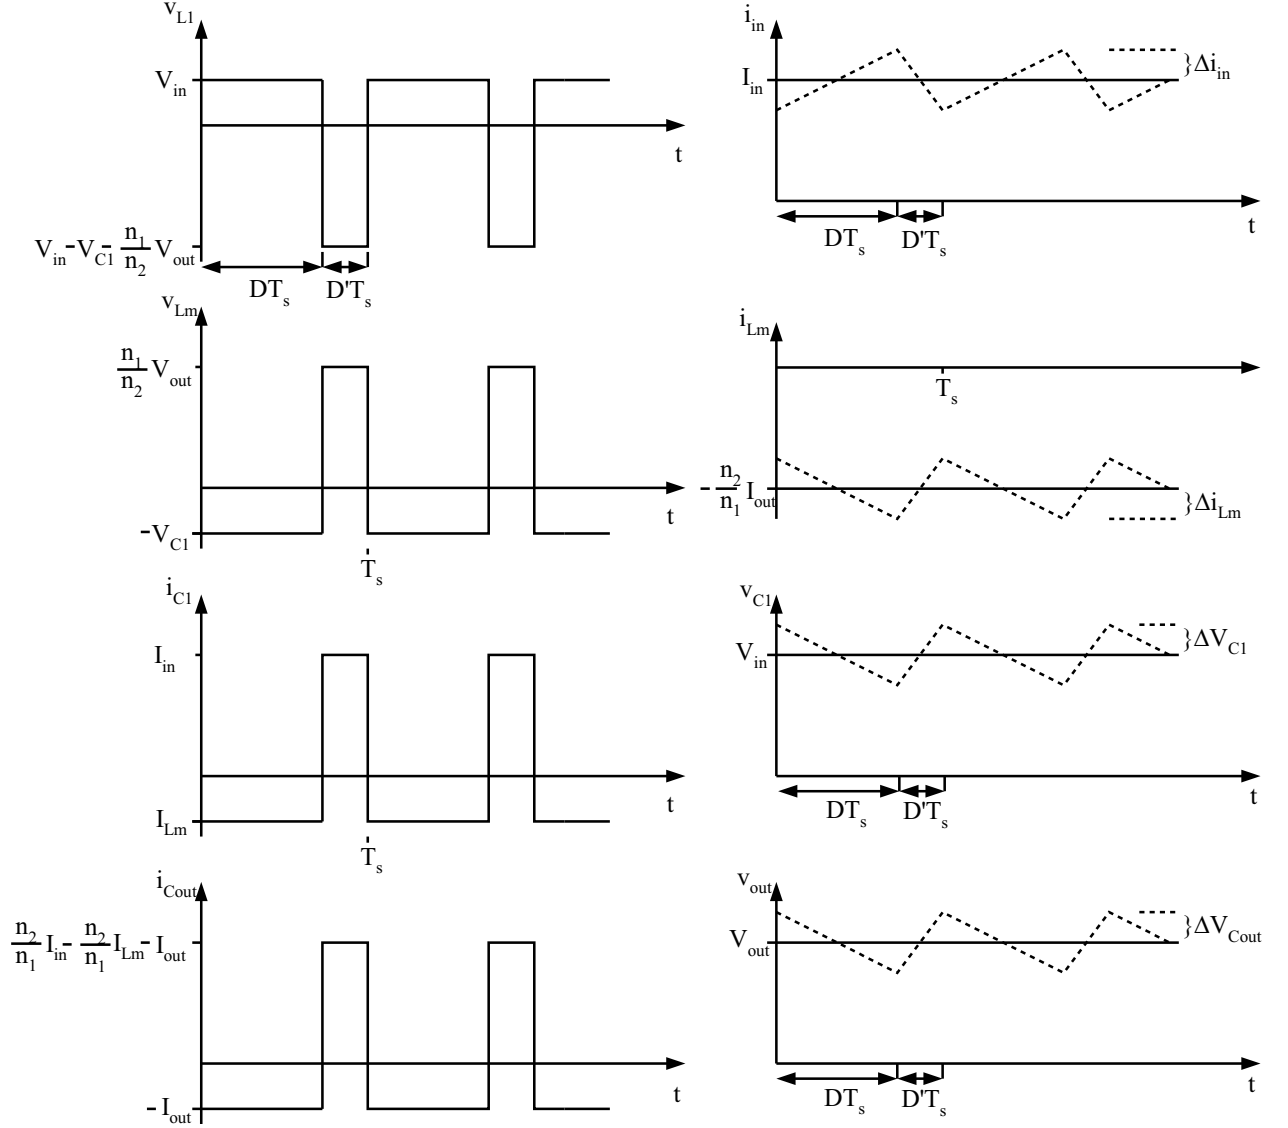 v_L1
V_in
t
V_in - V_C1 - n_1/n_2 V_out
DT_s D'T_s
i_in
I_in
}Δi_in
t
DT_s D'T_s
v_Lm
n_1/n_2 V_out
t
-V_C1
T_s
i_Lm
T_s
- n_2/n_1 I_out
}Δi_Lm
i_C1
I_in
t
I_Lm
T_s
v_C1
V_in
}ΔV_C1
t
DT_s D'T_s
i_Cout
n_2/n_1 I_in - n_2/n_1 I_Lm - I_out
t
- I_out
v_out
V_out
}ΔV_Cout
t
DT_s D'T_s